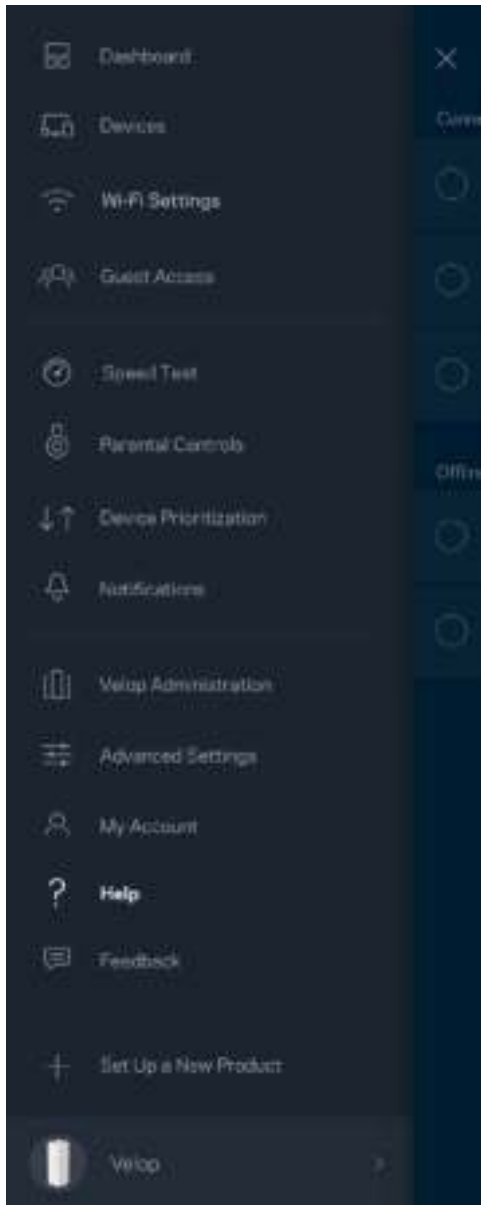 Dashboard
Devices
Wi-Fi Settings
Guest Access
Speed Test
Parental Controls
Device Prioritization
Notifications
Velop Administration
Advanced Settings
My Account
Help
Feedback
Set Up a New Product
Velop